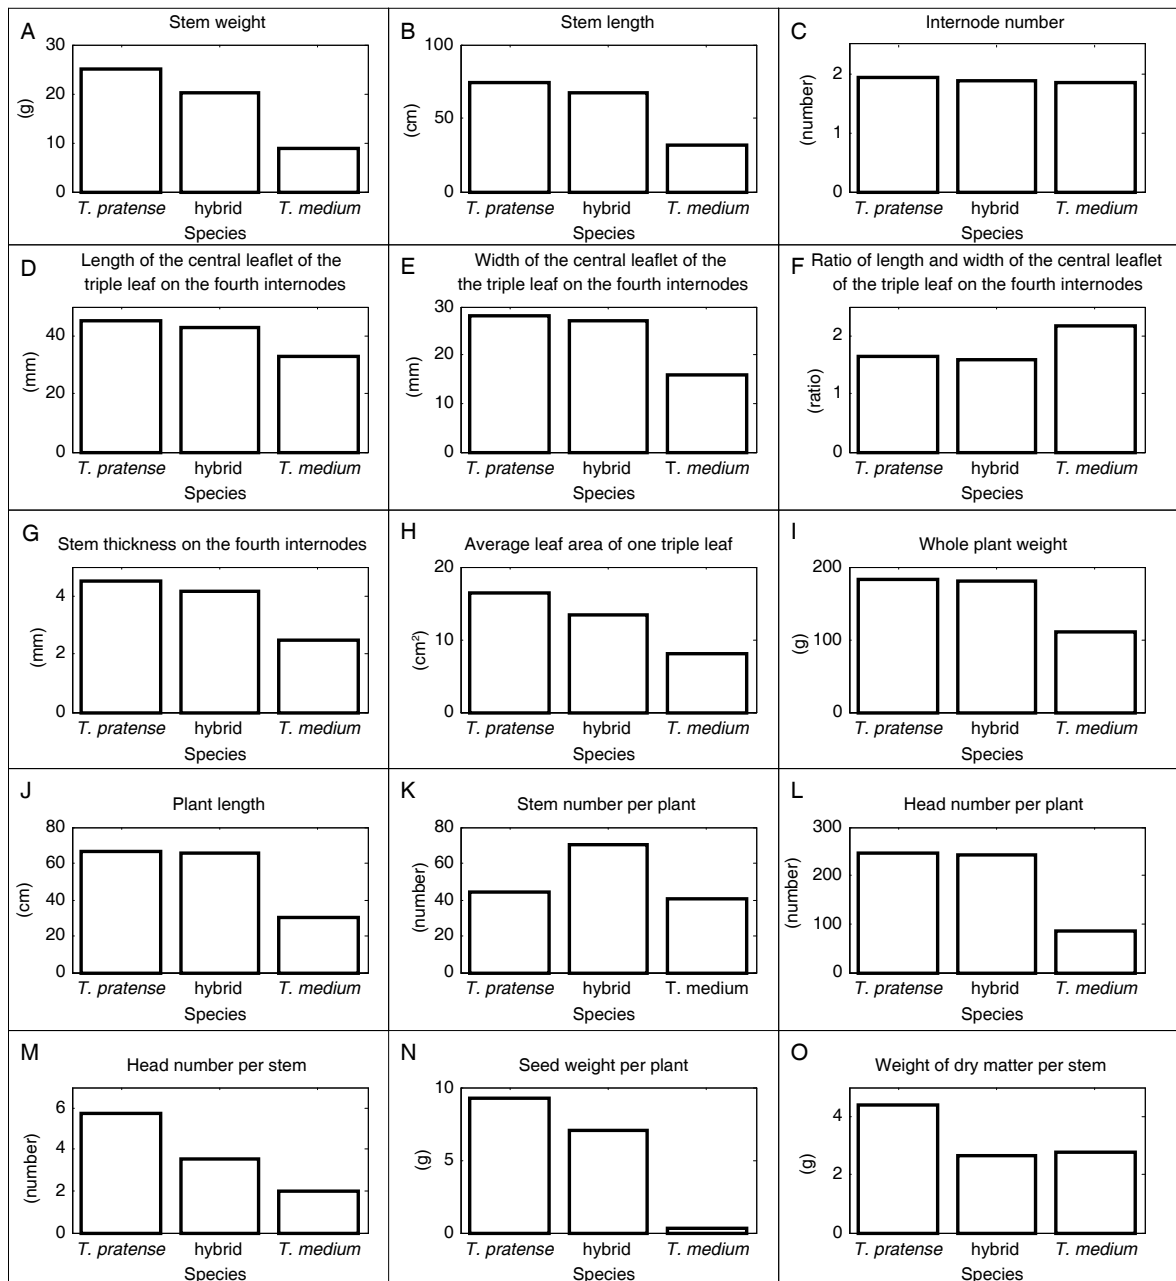 A
Stem weight
30
20
10
0
(g)
T. pratense hybrid T. medium
Species
B
Stem length
100
50
0
(cm)
T. pratense hybrid T. medium
Species
C
Internode number
2
1
0
(number)
T. pratense hybrid T. medium
Species
D
Length of the central leaflet of the
triple leaf on the fourth internodes
40
20
0
(mm)
T. pratense hybrid T. medium
Species
E
Width of the central leaflet of the
the triple leaf on the fourth internodes
30
20
10
0
(mm)
T. pratense hybrid T. medium
Species
F
Ratio of length and width of the central leaflet
of the triple leaf on the fourth internodes
2
1
0
(ratio)
T. pratense hybrid T. medium
Species
G
Stem thickness on the fourth internodes
4
2
0
(mm)
T. pratense hybrid T. medium
Species
H
Average leaf area of one triple leaf
20
10
0
(cm²)
T. pratense hybrid T. medium
Species
I
Whole plant weight
200
100
0
(g)
T. pratense hybrid T. medium
Species
J
Plant length
80
60
40
20
0
(cm)
T. pratense hybrid T. medium
Species
K
Stem number per plant
80
60
40
20
0
(number)
T. pratense hybrid T. medium
Species
L
Head number per plant
300
200
100
0
(number)
T. pratense hybrid T. medium
Species
M
Head number per stem
6
4
2
0
(number)
T. pratense hybrid T. medium
Species
N
Seed weight per plant
10
5
0
(g)
T. pratense hybrid T. medium
Species
O
Weight of dry matter per stem
4
2
0
(g)
T. pratense hybrid T. medium
Species